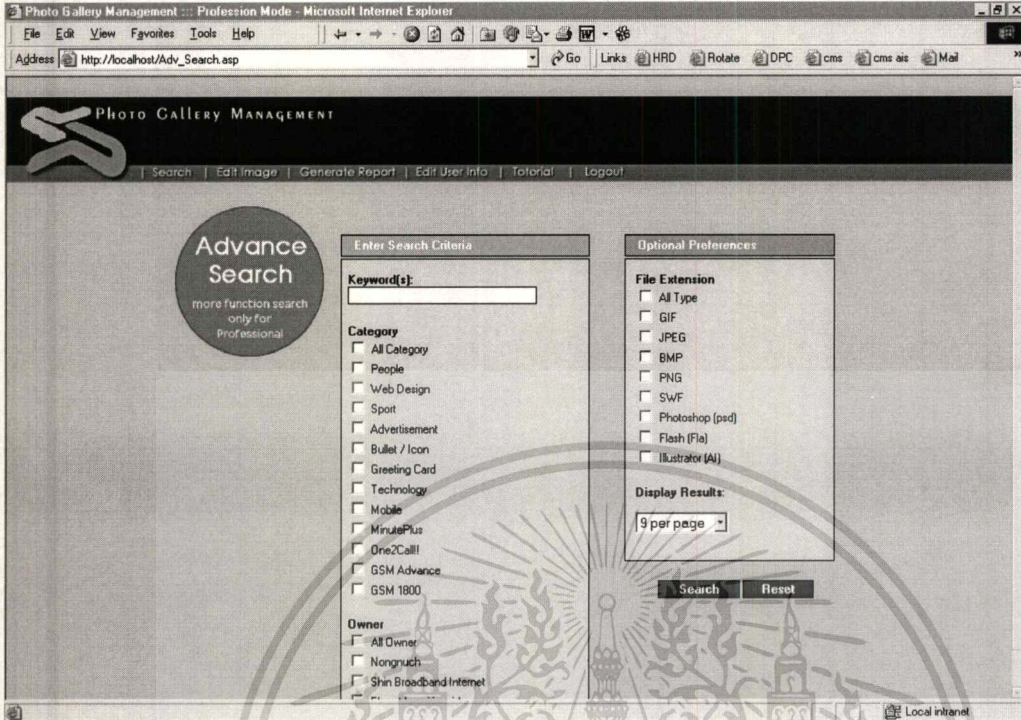 Photo Gallery Management ::: Profession Mode - Microsoft Internet Explorer
File Edit View Favorites Tools Help
Address http://localhost/Adv_Search.asp Go Links HRD Rotate DPC cms cms ais Mail »
PHOTO GALLERY MANAGEMENT
| Search | Edit Image | Generate Report | Edit User Info | Totorial | Logout
Advance
Search
more function search
only for
Professional
Enter Search Criteria
Keyword(s):
Category
All Category
People
Web Design
Sport
Advertisement
Bullet / Icon
Greeting Card
Technology
Mobile
MinutePlus
One2Call!
GSM Advance
GSM 1800
Owner
All Owner
Nongnuch
Shin Broadband Internet
Optional Preferences
File Extension
All Type
GIF
JPEG
BMP
PNG
SWF
Photoshop (psd)
Flash (Fla)
Illustrator (AI)
Display Results:
9 per page
Search Reset
Local intranet